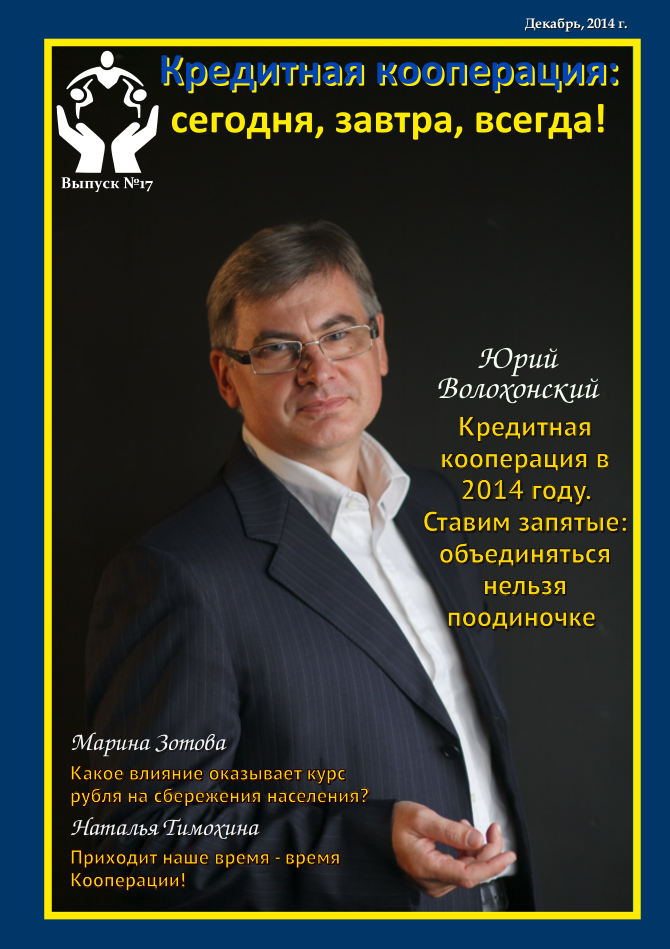 Декабрь, 2014 г.
Кредитная кооперация:
сегодня, завтра, всегда!
Выпуск №17
Юрий
Волохонский
Кредитная
кооперация в
2014 году.
Ставим запятые:
объединяться
нельзя
поодиночке
Марина Зотова
Какое влияние оказывает курс
рубля на сбережения населения?
Наталья Тимохина
Приходит наше время - время
Кооперации!